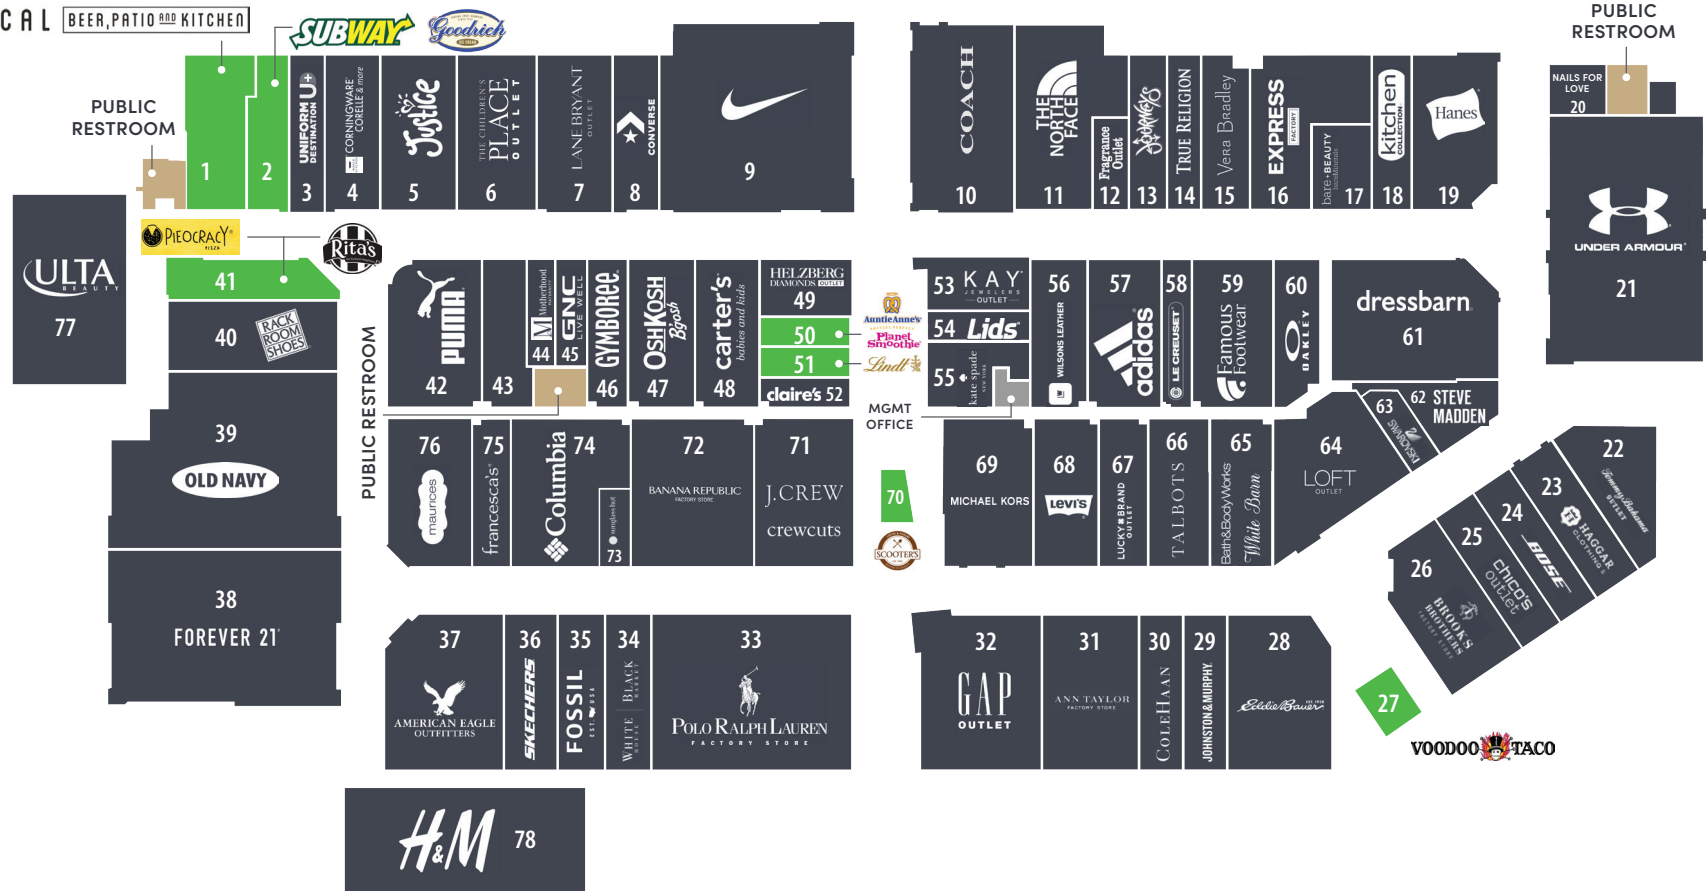 CAL BEER, PATIO AND KITCHEN
SUBWAY
Goodrich
PUBLIC
RESTROOM
1
2
UNIFORM
DESTINATION
U+
3
CORNINGWARE
CORELLE & more
4
Justice
5
THE CHILDREN'S
PLACE
OUTLET
6
LANE BRYANT
OUTLET
7
CONVERSE
8
9
COACH
10
THE
NORTH
FACE
11
Fragrance
Outlet
12
Journeys
13
TRUE RELIGION
14
Vera Bradley
15
EXPRESS
FACTORY
16
bare+BEAUTY
bareMinerals
17
kitchen
COLLECTION
18
Hanes
19
PUBLIC
RESTROOM
NAILS FOR
LOVE
20
UNDER ARMOUR
21
ULTA
BEAUTY
77
PIEOCRACY
PIZZA
Rita's
41
40
RACK
ROOM
SHOES
39
OLD NAVY
38
FOREVER 21
PUBLIC RESTROOM
PUMA
42
43
Motherhood
MATERNITY
44
GNC
LIVE WELL
45
GYMBOREE
46
OSHKOSH
B'gosh
47
carter's
babies and kids
48
HELZBERG
DIAMONDS OUTLET
49
50
51
claire's 52
AuntieAnne's
Planet
Smoothie
Lindt
53 KAY
JEWELERS
OUTLET
54 Lids
55
kate spade
NEW YORK
MGMT
OFFICE
56
WILSONS LEATHER
57
adidas
58
LE CREUSET
59
Famous
Footwear
60
OAKLEY
dressbarn
61
62 STEVE
MADDEN
63
SWAROVSKI
76
maurices
75
francesca's
74
Columbia
sunglass hut
73
72
BANANA REPUBLIC
FACTORY STORE
71
J.CREW
crewcuts
70
SCOOTER'S
69
MICHAEL KORS
68
LEVI'S
67
LUCKY BRAND
OUTLET
66
TALBOTS
65
Bath&BodyWorks
White Barn
64
LOFT
OUTLET
22
Tommy Bahama
OUTLET
23
HAGGAR
CLOTHING
24
BOSE
25
chico's
outlet
26
BROOKS
BROTHERS
FACTORY STORE
27
VOODOO TACO
37
AMERICAN EAGLE
OUTFITTERS
36
SKECHERS
35
FOSSIL
EST. USA
34
WHITE HOUSE BLACK MARKET
33
POLO RALPH LAUREN
FACTORY STORE
32
GAP
OUTLET
31
ANN TAYLOR
FACTORY STORE
30
COLE HAAN
29
JOHNSTON & MURPHY
28
Eddie Bauer
H&M 78